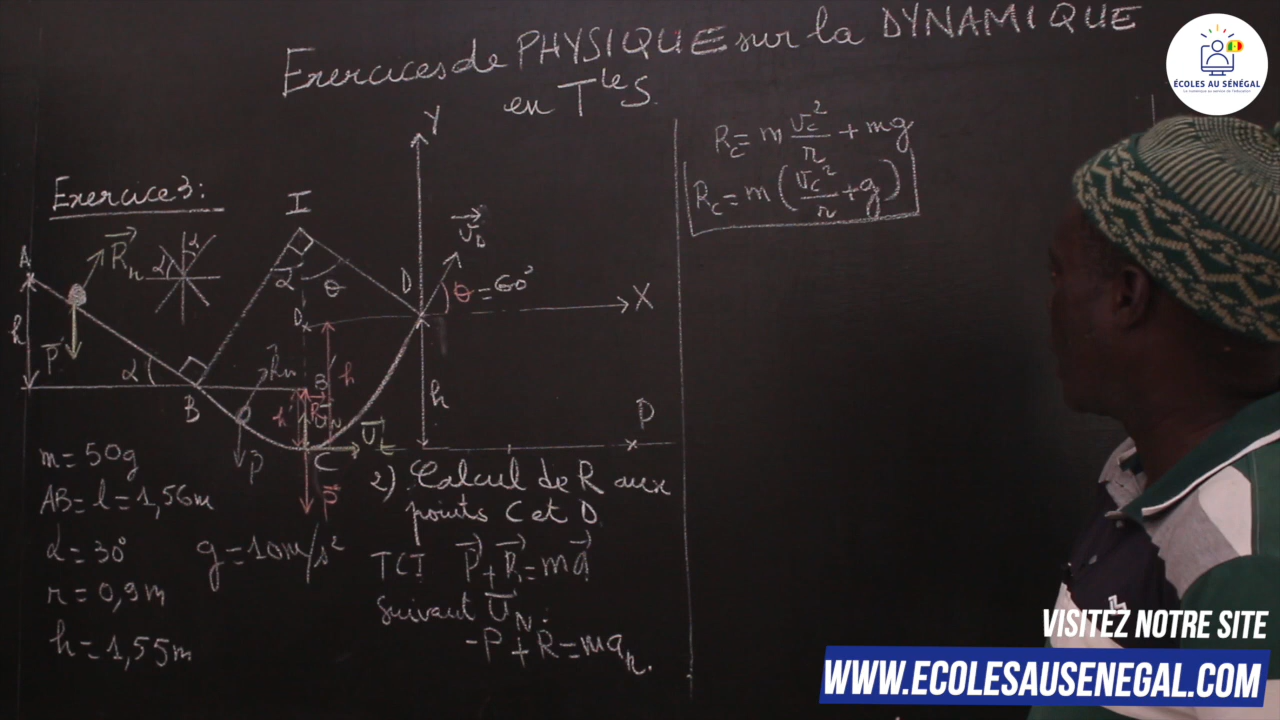 Exercices de PHYSIQUE sur la DYNAMIQUE
en Tle S.
ÉCOLES AU SÉNÉGAL
Exercice 3:
A
h
P
Rn
α
α
B
I
α
θ
D
Y
VD
θ = 60°
X
h
h
C
P
P
m = 50g
AB = l = 1,56m
α = 30°
g = 10m/s²
r = 0,9m
h = 1,55m
2) Calcul de R aux
points C et D
TCI P + R = ma
Suivant UN:
-P + R = man.
Rc = m vc²/r + mg
Rc = m (vc²/r + g)
VISITEZ NOTRE SITE
WWW.ECOLESAUSENEGAL.COM